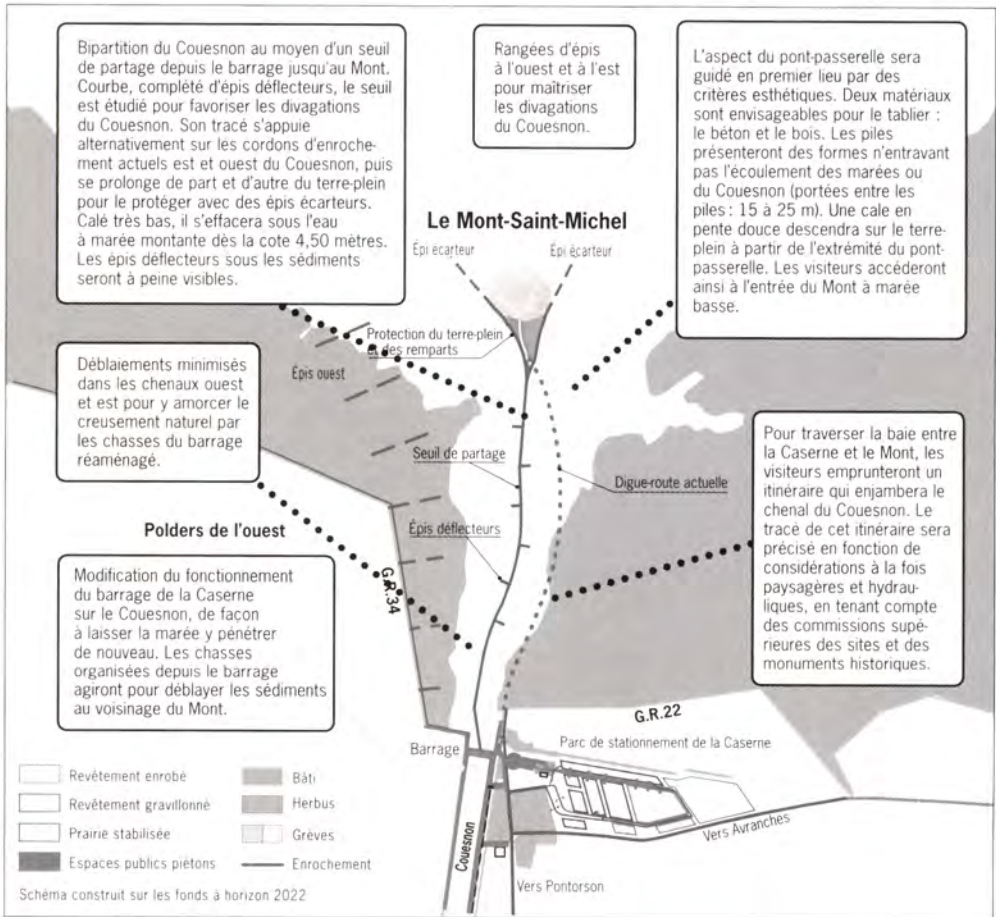 Bipartition du Couesnon au moyen d'un seuil
de partage depuis le barrage jusqu'au Mont.
Courbe, complété d'épis déflecteurs, le seuil
est étudié pour favoriser les divagations
du Couesnon. Son tracé s'appuie
alternativement sur les cordons d'enroche-
ment actuels est et ouest du Couesnon, puis
se prolonge de part et d'autre du terre-plein
pour le protéger avec des épis écarteurs.
Calé très bas, il s'effacera sous l'eau
à marée montante dès la cote 4,50 mètres.
Les épis déflecteurs sous les sédiments
seront à peine visibles.
Rangées d'épis
à l'ouest et à l'est
pour maîtriser
les divagations
du Couesnon.
L'aspect du pont-passerelle sera
guidé en premier lieu par des
critères esthétiques. Deux matériaux
sont envisageables pour le tablier :
le béton et le bois. Les piles
présenteront des formes n'entravant
pas l'écoulement des marées ou
du Couesnon (portées entre les
piles : 15 à 25 m). Une cale en
pente douce descendra sur le terre-
plein à partir de l'extrémité du pont-
passerelle. Les visiteurs accéderont
ainsi à l'entrée du Mont à marée
basse.
Le Mont-Saint-Michel
Épi écarteur
Épi écarteur
Protection du terre-plein
et des remparts
Épis ouest
Déblaiements minimisés
dans les chenaux ouest
et est pour y amorcer le
creusement naturel par
les chasses du barrage
réaménagé.
Seuil de partage
Digue-route actuelle
Épis déflecteurs
Pour traverser la baie entre
la Caserne et le Mont, les
visiteurs emprunteront un
itinéraire qui enjambera le
chenal du Couesnon. Le
tracé de cet itinéraire sera
précisé en fonction de
considérations à la fois
paysagères et hydrau-
liques, en tenant compte
des commissions supé-
rieures des sites et des
monuments historiques.
Polders de l'ouest
G.R.34
Modification du fonctionnement
du barrage de la Caserne
sur le Couesnon, de façon
à laisser la marée y pénétrer
de nouveau. Les chasses
organisées depuis le barrage
agiront pour déblayer les sédiments
au voisinage du Mont.
G.R.22
Barrage
Parc de stationnement de la Caserne
Vers Avranches
Couesnon
Vers Pontorson
Revêtement enrobé
Revêtement gravillonné
Prairie stabilisée
Espaces publics piétons
Bâti
Herbus
Grèves
Enrochement
Schéma construit sur les fonds à horizon 2022